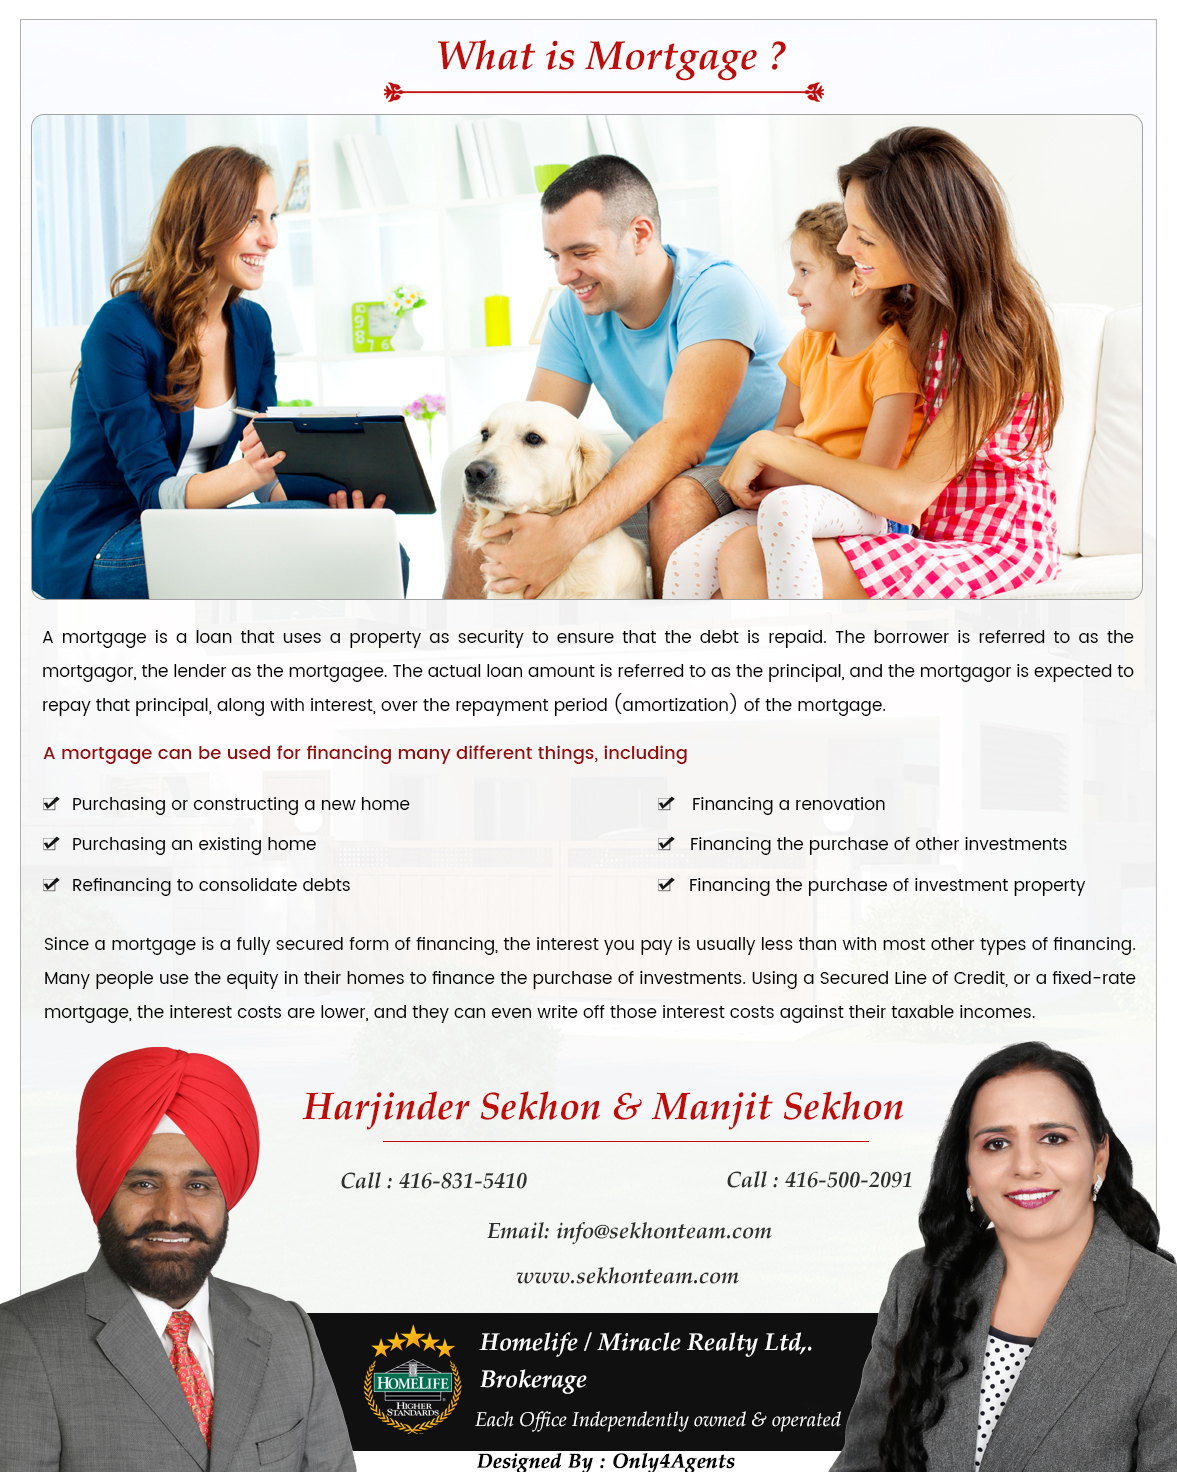 What is Mortgage ?
A mortgage is a loan that uses a property as security to ensure that the debt is repaid. The borrower is referred to as the
mortgagor, the lender as the mortgagee. The actual loan amount is referred to as the principal, and the mortgagor is expected to
repay that principal, along with interest, over the repayment period (amortization) of the mortgage.
A mortgage can be used for financing many different things, including
Purchasing or constructing a new home
Financing a renovation
Purchasing an existing home
Financing the purchase of other investments
Refinancing to consolidate debts
Financing the purchase of investment property
Since a mortgage is a fully secured form of financing, the interest you pay is usually less than with most other types of financing.
Many people use the equity in their homes to finance the purchase of investments. Using a Secured Line of Credit, or a fixed-rate
mortgage, the interest costs are lower, and they can even write off those interest costs against their taxable incomes.
Harjinder Sekhon & Manjit Sekhon
Call : 416-831-5410
Call : 416-500-2091
Email: info@sekhonteam.com
www.sekhonteam.com
HOMELIFE
HIGHER
STANDARDS
Homelife / Miracle Realty Ltd,.
Brokerage
Each Office Independently owned & operated
Designed By : Only4Agents